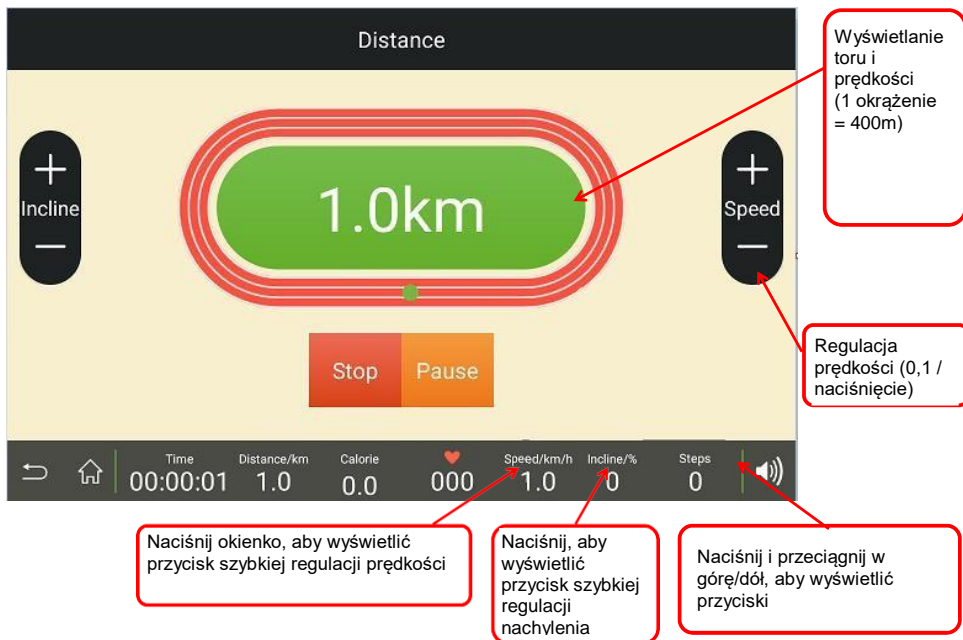 Distance
Wyświetlanie
toru i
prędkości
(1 okrążenie
= 400m)
Incline
1.0km
Speed
Regulacja
prędkości (0,1 /
naciśnięcie)
Stop
Pause
Time
00:00:01
Distance/km
1.0
Calorie
0.0
000
Speed/km/h
1.0
Incline/%
0
Steps
0
Naciśnij okienko, aby wyświetlić
przycisk szybkiej regulacji prędkości
Naciśnij, aby
wyświetlić
przycisk szybkiej
regulacji
nachylenia
Naciśnij i przeciągnij w
górę/dół, aby wyświetlić
przyciski